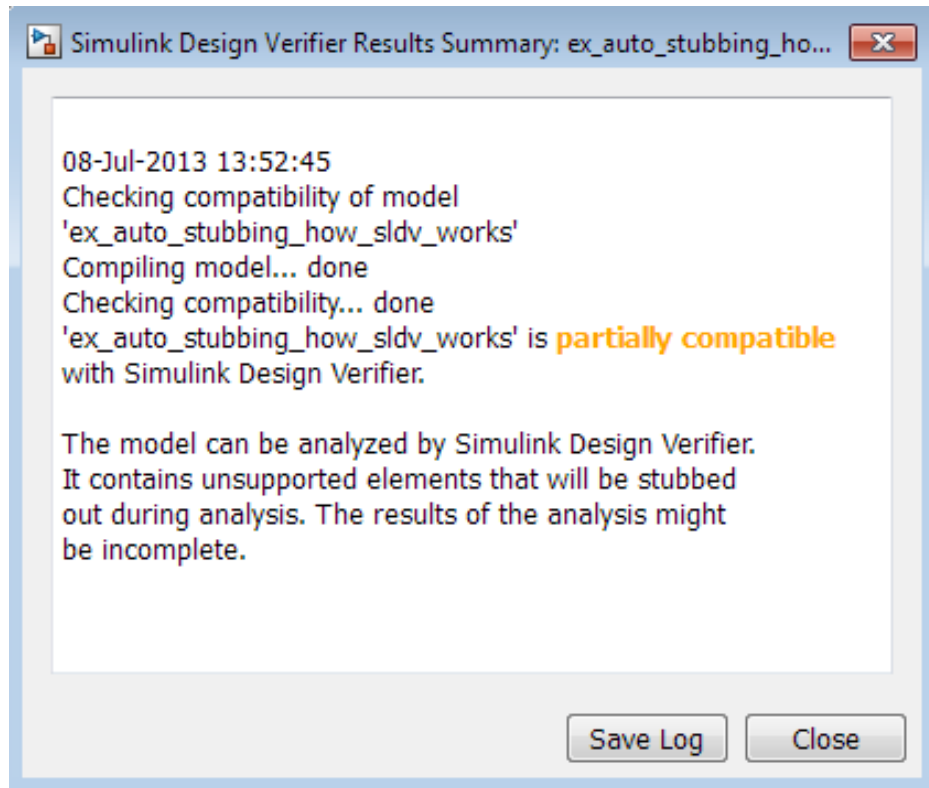 Simulink Design Verifier Results Summary: ex_auto_stubbing_ho...
08-Jul-2013 13:52:45
Checking compatibility of model
'ex_auto_stubbing_how_sldv_works'
Compiling model... done
Checking compatibility... done
'ex_auto_stubbing_how_sldv_works' is partially compatible
with Simulink Design Verifier.
The model can be analyzed by Simulink Design Verifier.
It contains unsupported elements that will be stubbed
out during analysis. The results of the analysis might
be incomplete.
Save Log Close